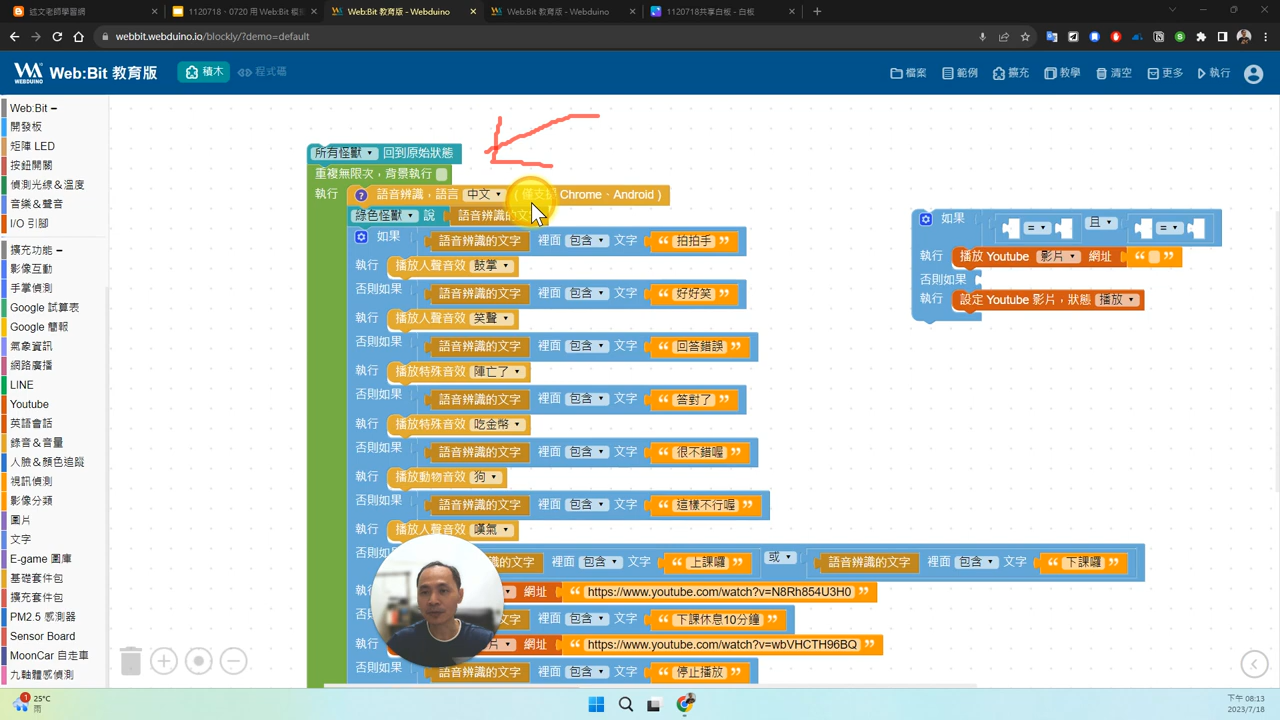 述文老師學習網
1120718、0720 用 Web:Bit 模
Web:Bit 教育版 - Webduino
Web:Bit 教育版 - Webduino
1120718共享白板 - 白板
webbit.webduino.io/blockly/?demo=default
WEBDUINO
Web:Bit 教育版
積木
程式碼
檔案
範例
擴充
教學
清空
更多
執行
Web:Bit
開發板
矩陣 LED
按鈕開關
偵測光線＆溫度
音樂＆聲音
I/O 引腳
擴充功能
影像互動
手掌偵測
Google 試算表
Google 簡報
氣象資訊
網路廣播
LINE
Youtube
英語會話
錄音＆音量
人臉＆顏色追蹤
視訊偵測
影像分類
圖片
文字
E-game 圖庫
基礎套件包
擴充套件包
PM2.5 感測器
Sensor Board
MoonCar 自走車
九軸體感偵測
所有怪獸 回到原始狀態
重複無限次，背景執行
執行 語音辨識，語言 中文 ( 僅支 Chrome、Android )
綠色怪獸 說 語音辨識的文
如果 語音辨識的文字 裡面 包含 文字 “ 拍拍手 ”
執行 播放人聲音效 鼓掌
否則如果 語音辨識的文字 裡面 包含 文字 “ 好好笑 ”
執行 播放人聲音效 笑聲
否則如果 語音辨識的文字 裡面 包含 文字 “ 回答錯誤 ”
執行 播放特殊音效 陣亡了
否則如果 語音辨識的文字 裡面 包含 文字 “ 答對了 ”
執行 播放特殊音效 吃金幣
否則如果 語音辨識的文字 裡面 包含 文字 “ 很不錯喔 ”
執行 播放動物音效 狗
否則如果 語音辨識的文字 裡面 包含 文字 “ 這樣不行喔 ”
執行 播放人聲音效 嘆氣
否則如 的文字 裡面 包含 文字 “ 上課囉 ” 或 語音辨識的文字 裡面 包含 文字 “ 下課囉 ”
執 網址 “ https://www.youtube.com/watch?v=N8Rh854U3H0 ”
否則 的文字 裡面 包含 文字 “ 下課休息10分鐘 ”
執行 片 網址 “ https://www.youtube.com/watch?v=wbVHCTH96BQ ”
否則如果 語音辨識的文字 裡面 包含 文字 “ 停止播放 ”
如果 = 且 =
執行 播放 Youtube 影片 網址 “ ”
否則如果
執行 設定 Youtube 影片，狀態 播放
25°C
雨
下午 08:13
2023/7/18